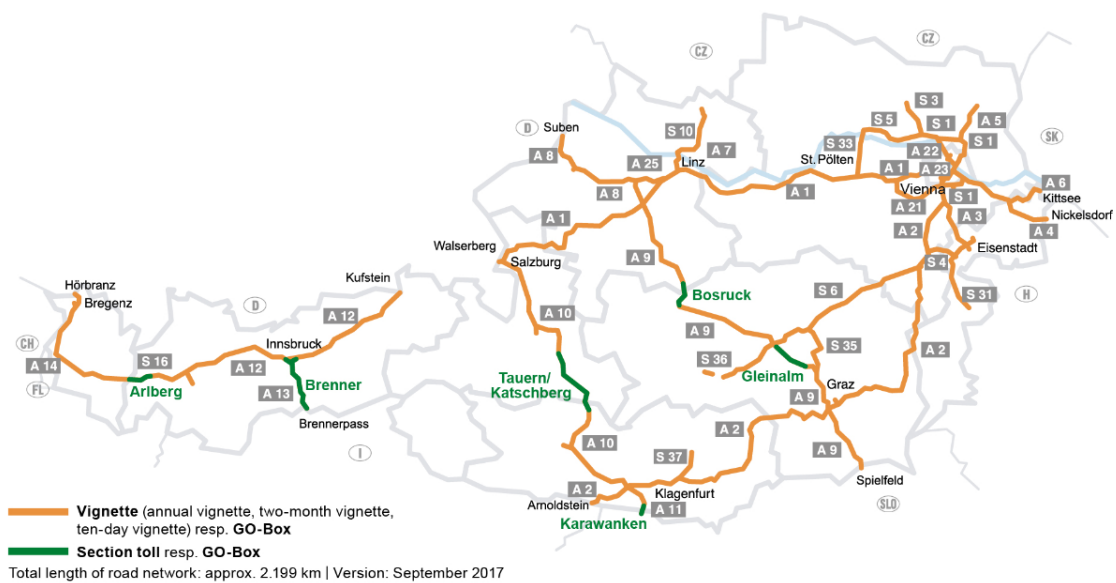 CZ
CZ
S 3
S 5
S 1
A 5
D
Suben
S 10
S 33
S 1
SK
A 8
A 25
Linz
A 7
St. Pölten
A 22
A 1
A 23
A 8
A 1
Vienna
A 6
Kittsee
A 21
S 1
A 1
A 3
Nickelsdorf
A 2
A 4
Walserberg
Salzburg
A 9
Eisenstadt
S 4
Kufstein
Hörbranz
Bregenz
D
Bosruck
S 6
S 31
H
A 12
A 10
A 9
CH
Innsbruck
S 35
A 2
A 14
S 16
A 12
S 36
FL
Arlberg
A 13
Brenner
Tauern/
Katschberg
Gleinalm
Graz
A 9
Brennerpass
A 2
A 10
A 9
I
S 37
Spielfeld
A 2
Klagenfurt
Arnoldstein
A 11
SLO
Karawanken
Vignette (annual vignette, two-month vignette,
ten-day vignette) resp. GO-Box
Section toll resp. GO-Box
Total length of road network: approx. 2.199 km | Version: September 2017